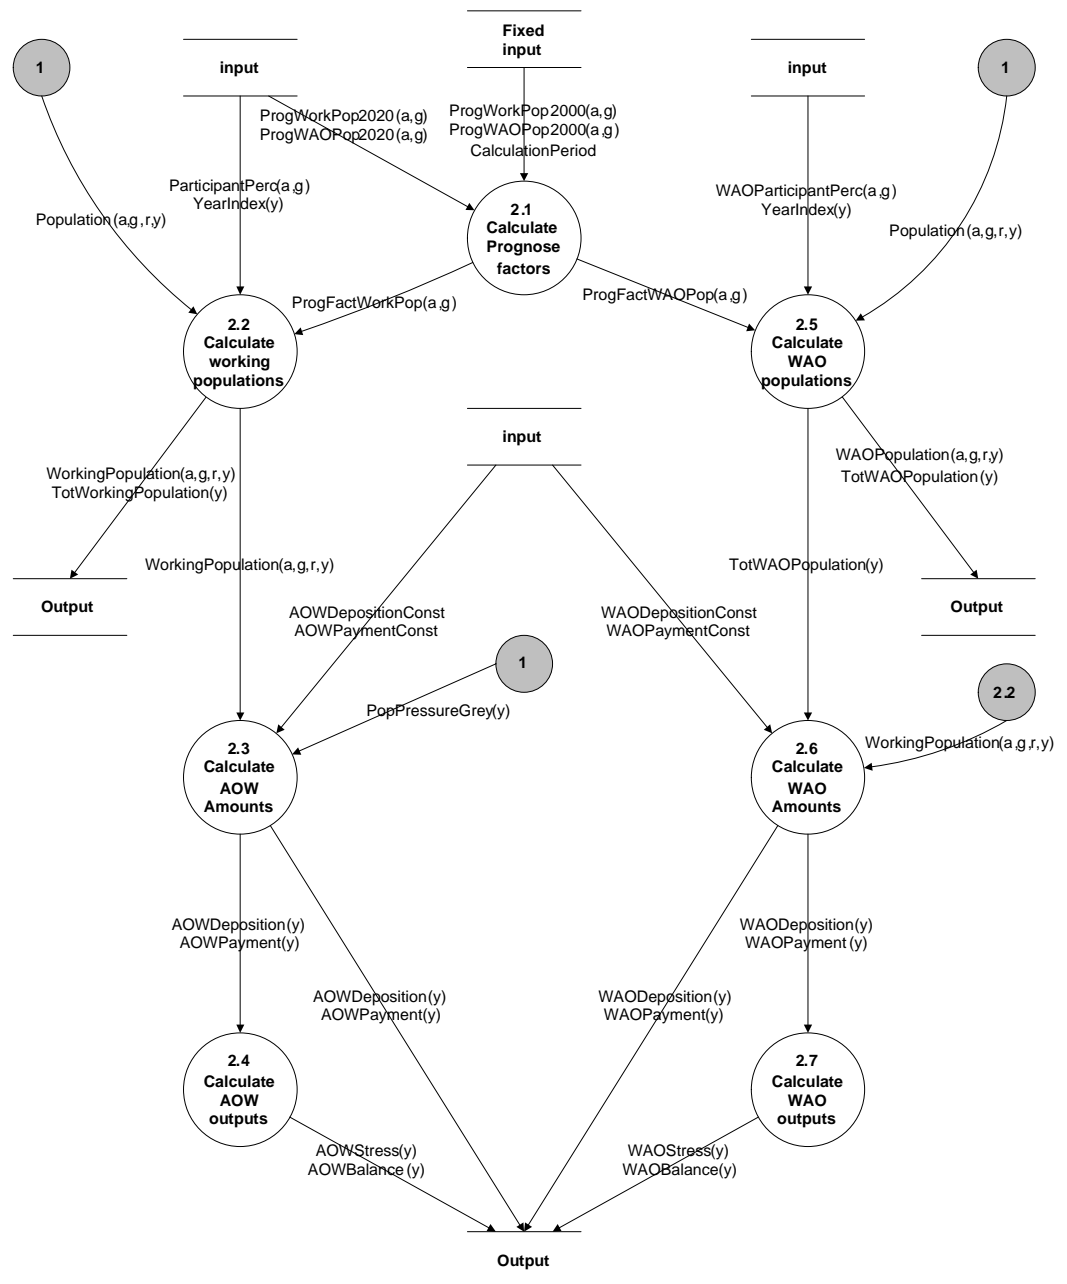 Fixed
input
1
input
input
1
ProgWorkPop2020(a,g)
ProgWAOPop2020(a,g)
ProgWorkPop2000(a,g)
ProgWAOPop2000(a,g)
CalculationPeriod
ParticipantPerc(a,g)
YearIndex(y)
WAOParticipantPerc(a,g)
YearIndex(y)
Population(a,g,r,y)
2.1
Calculate
Prognose
factors
Population(a,g,r,y)
ProgFactWorkPop(a,g)
ProgFactWAOPop(a,g)
2.2
Calculate
working
populations
2.5
Calculate
WAO
populations
input
WorkingPopulation(a,g,r,y)
TotWorkingPopulation(y)
WAOPopulation(a,g,r,y)
TotWAOPopulation(y)
WorkingPopulation(a,g,r,y)
TotWAOPopulation(y)
Output
AOWDepositionConst
AOWPaymentConst
WAODepositionConst
WAOPaymentConst
Output
1
2.2
PopPressureGrey(y)
WorkingPopulation(a,g,r,y)
2.3
Calculate
AOW
Amounts
2.6
Calculate
WAO
Amounts
AOWDeposition(y)
AOWPayment(y)
WAODeposition(y)
WAOPayment(y)
AOWDeposition(y)
AOWPayment(y)
WAODeposition(y)
WAOPayment(y)
2.4
Calculate
AOW
outputs
2.7
Calculate
WAO
outputs
AOWStress(y)
AOWBalance(y)
WAOStress(y)
WAOBalance(y)
Output